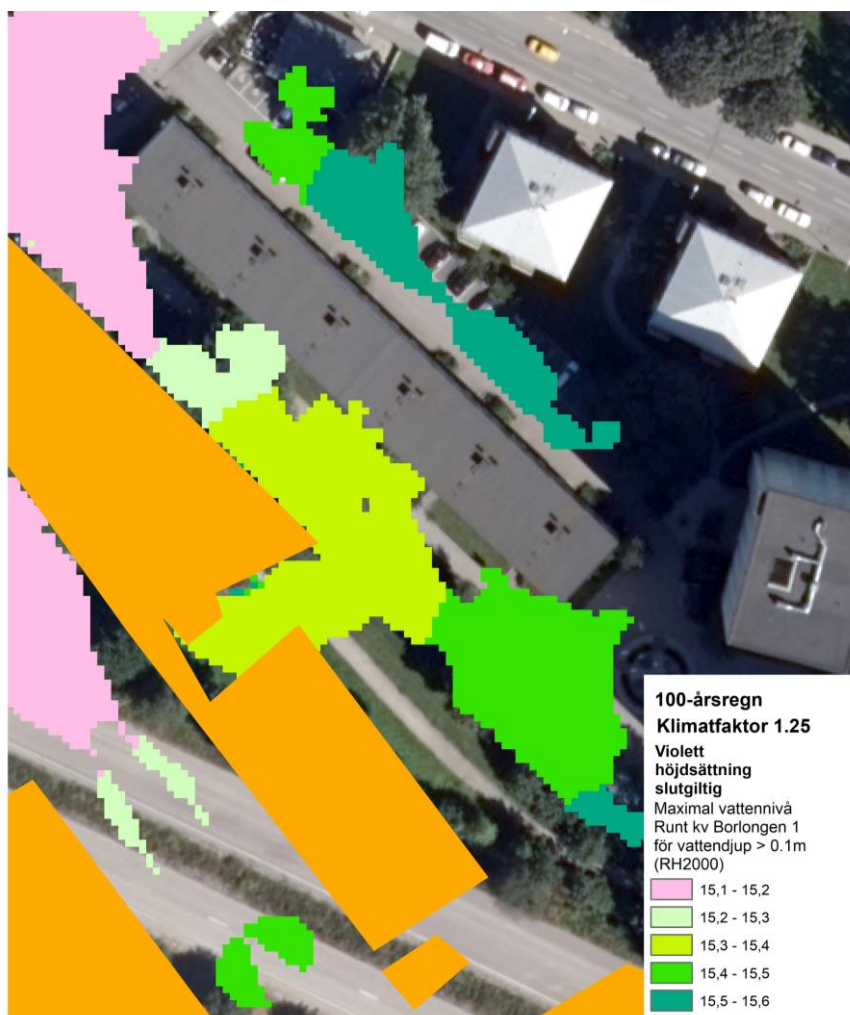 100-årsregn
Klimatfaktor 1.25
Violett
höjdsättning
slutgiltig
Maximal vattennivå
Runt kv Borlongen 1
för vattendjup > 0.1m
(RH2000)
15,1 - 15,2
15,2 - 15,3
15,3 - 15,4
15,4 - 15,5
15,5 - 15,6